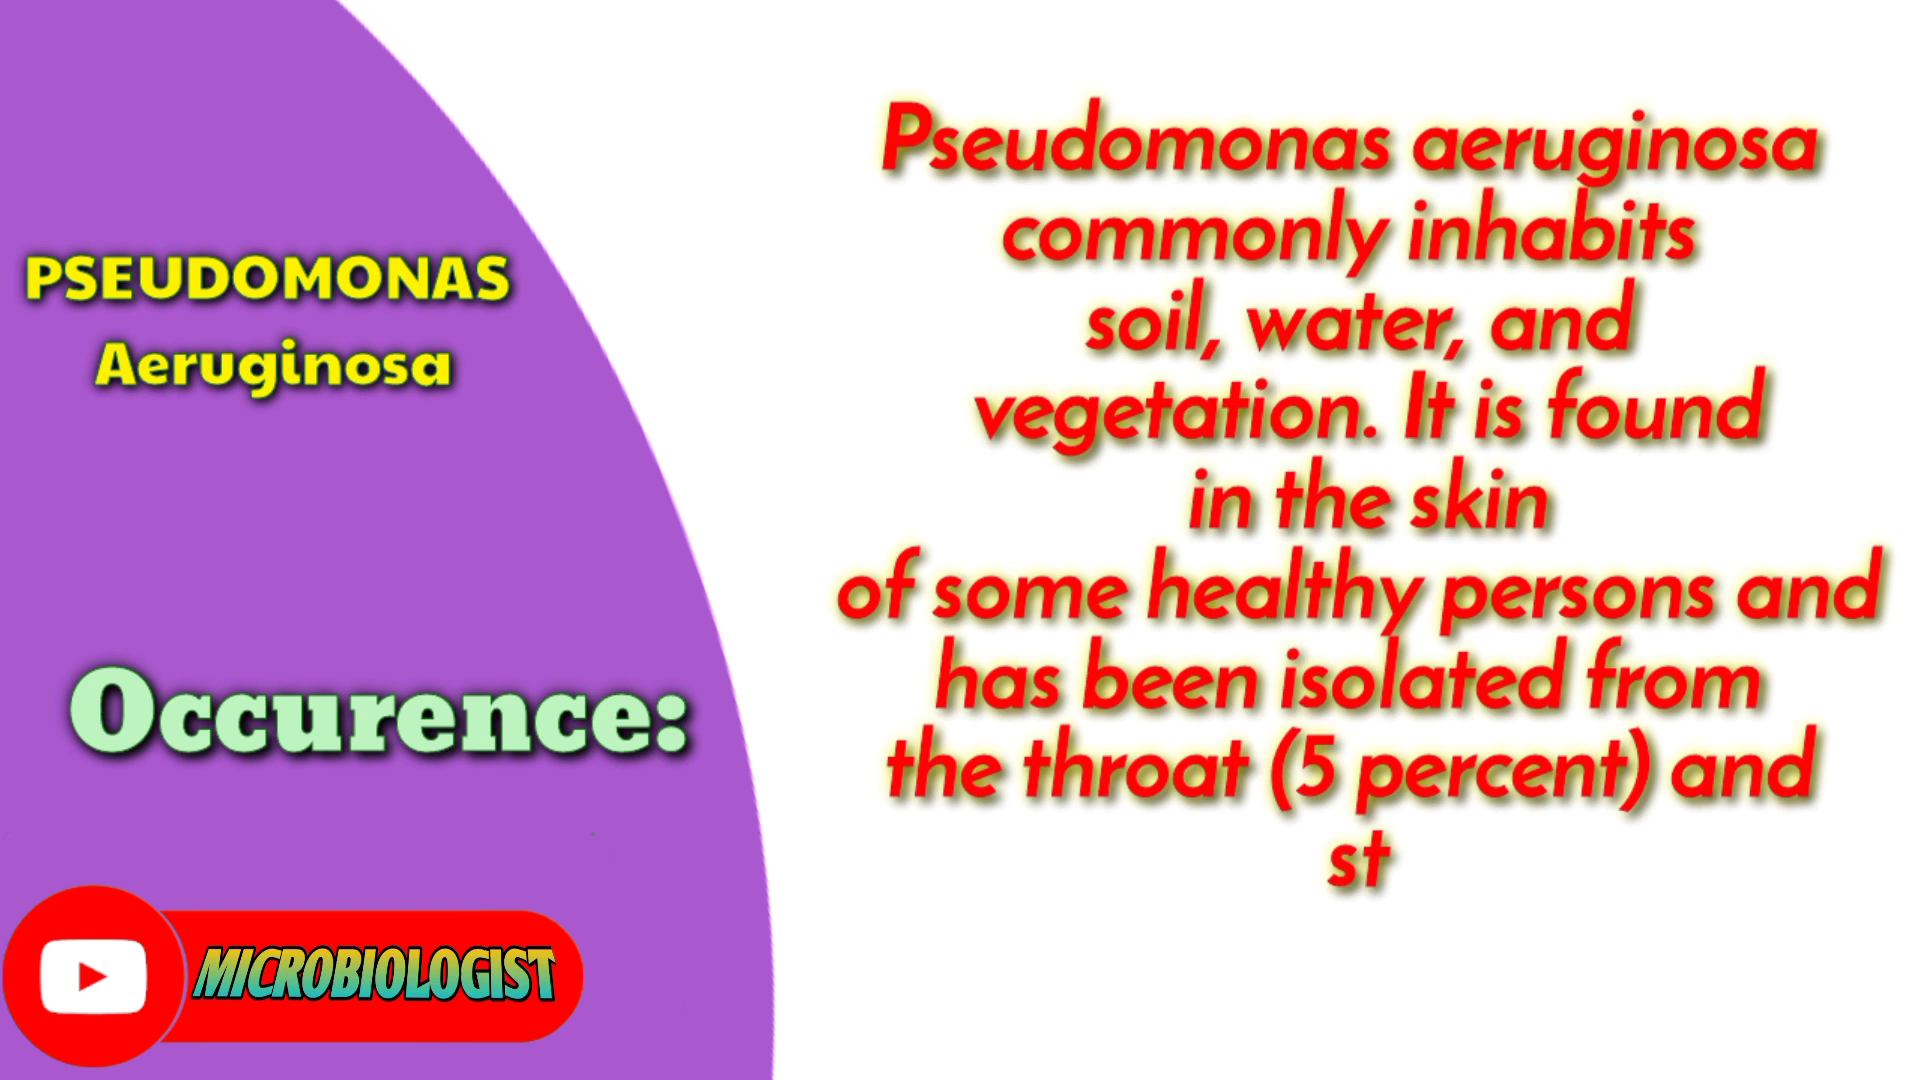 PSEUDOMONAS
Aeruginosa
Occurence:
MICROBIOLOGIST
Pseudomonas aeruginosa
commonly inhabits
soil, water, and
vegetation. It is found
in the skin
of some healthy persons and
has been isolated from
the throat (5 percent) and
st